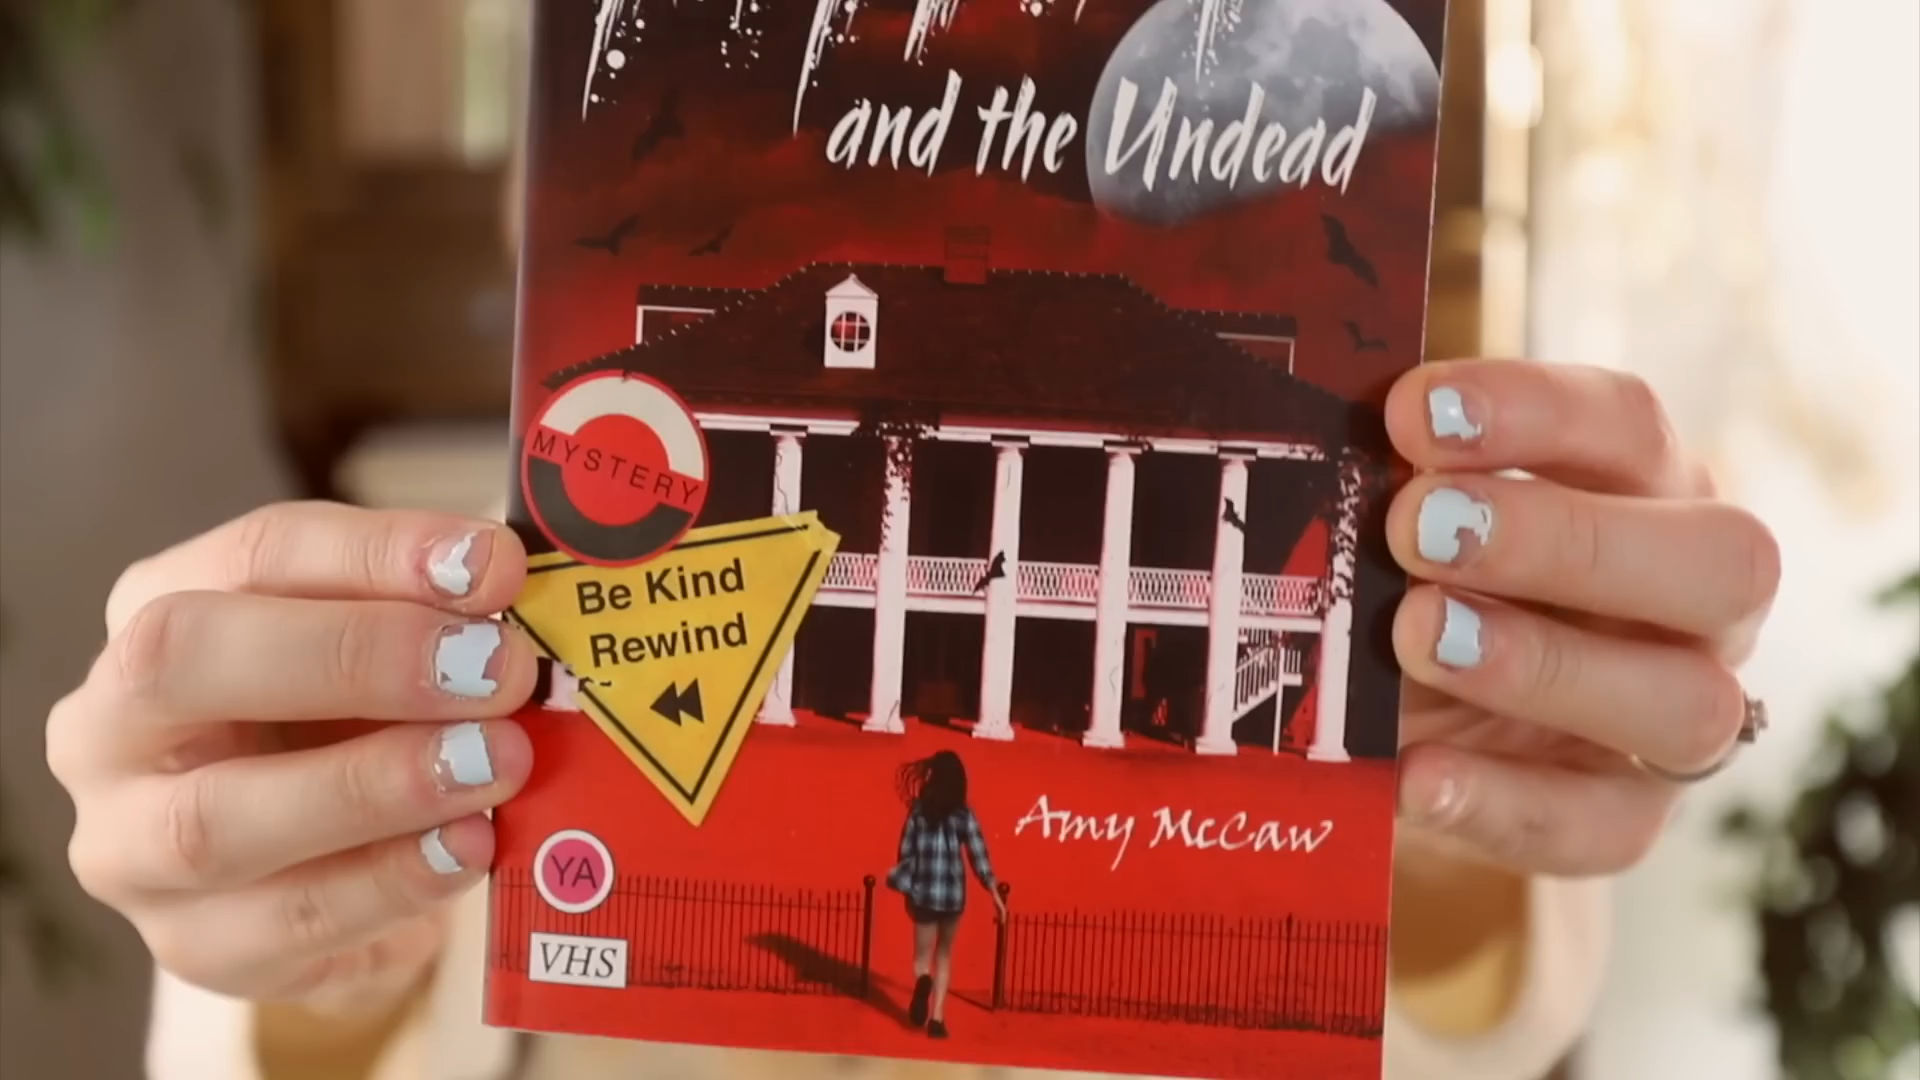 and the Undead
MYSTERY
Be Kind
Rewind
Amy McCaw
YA
VHS